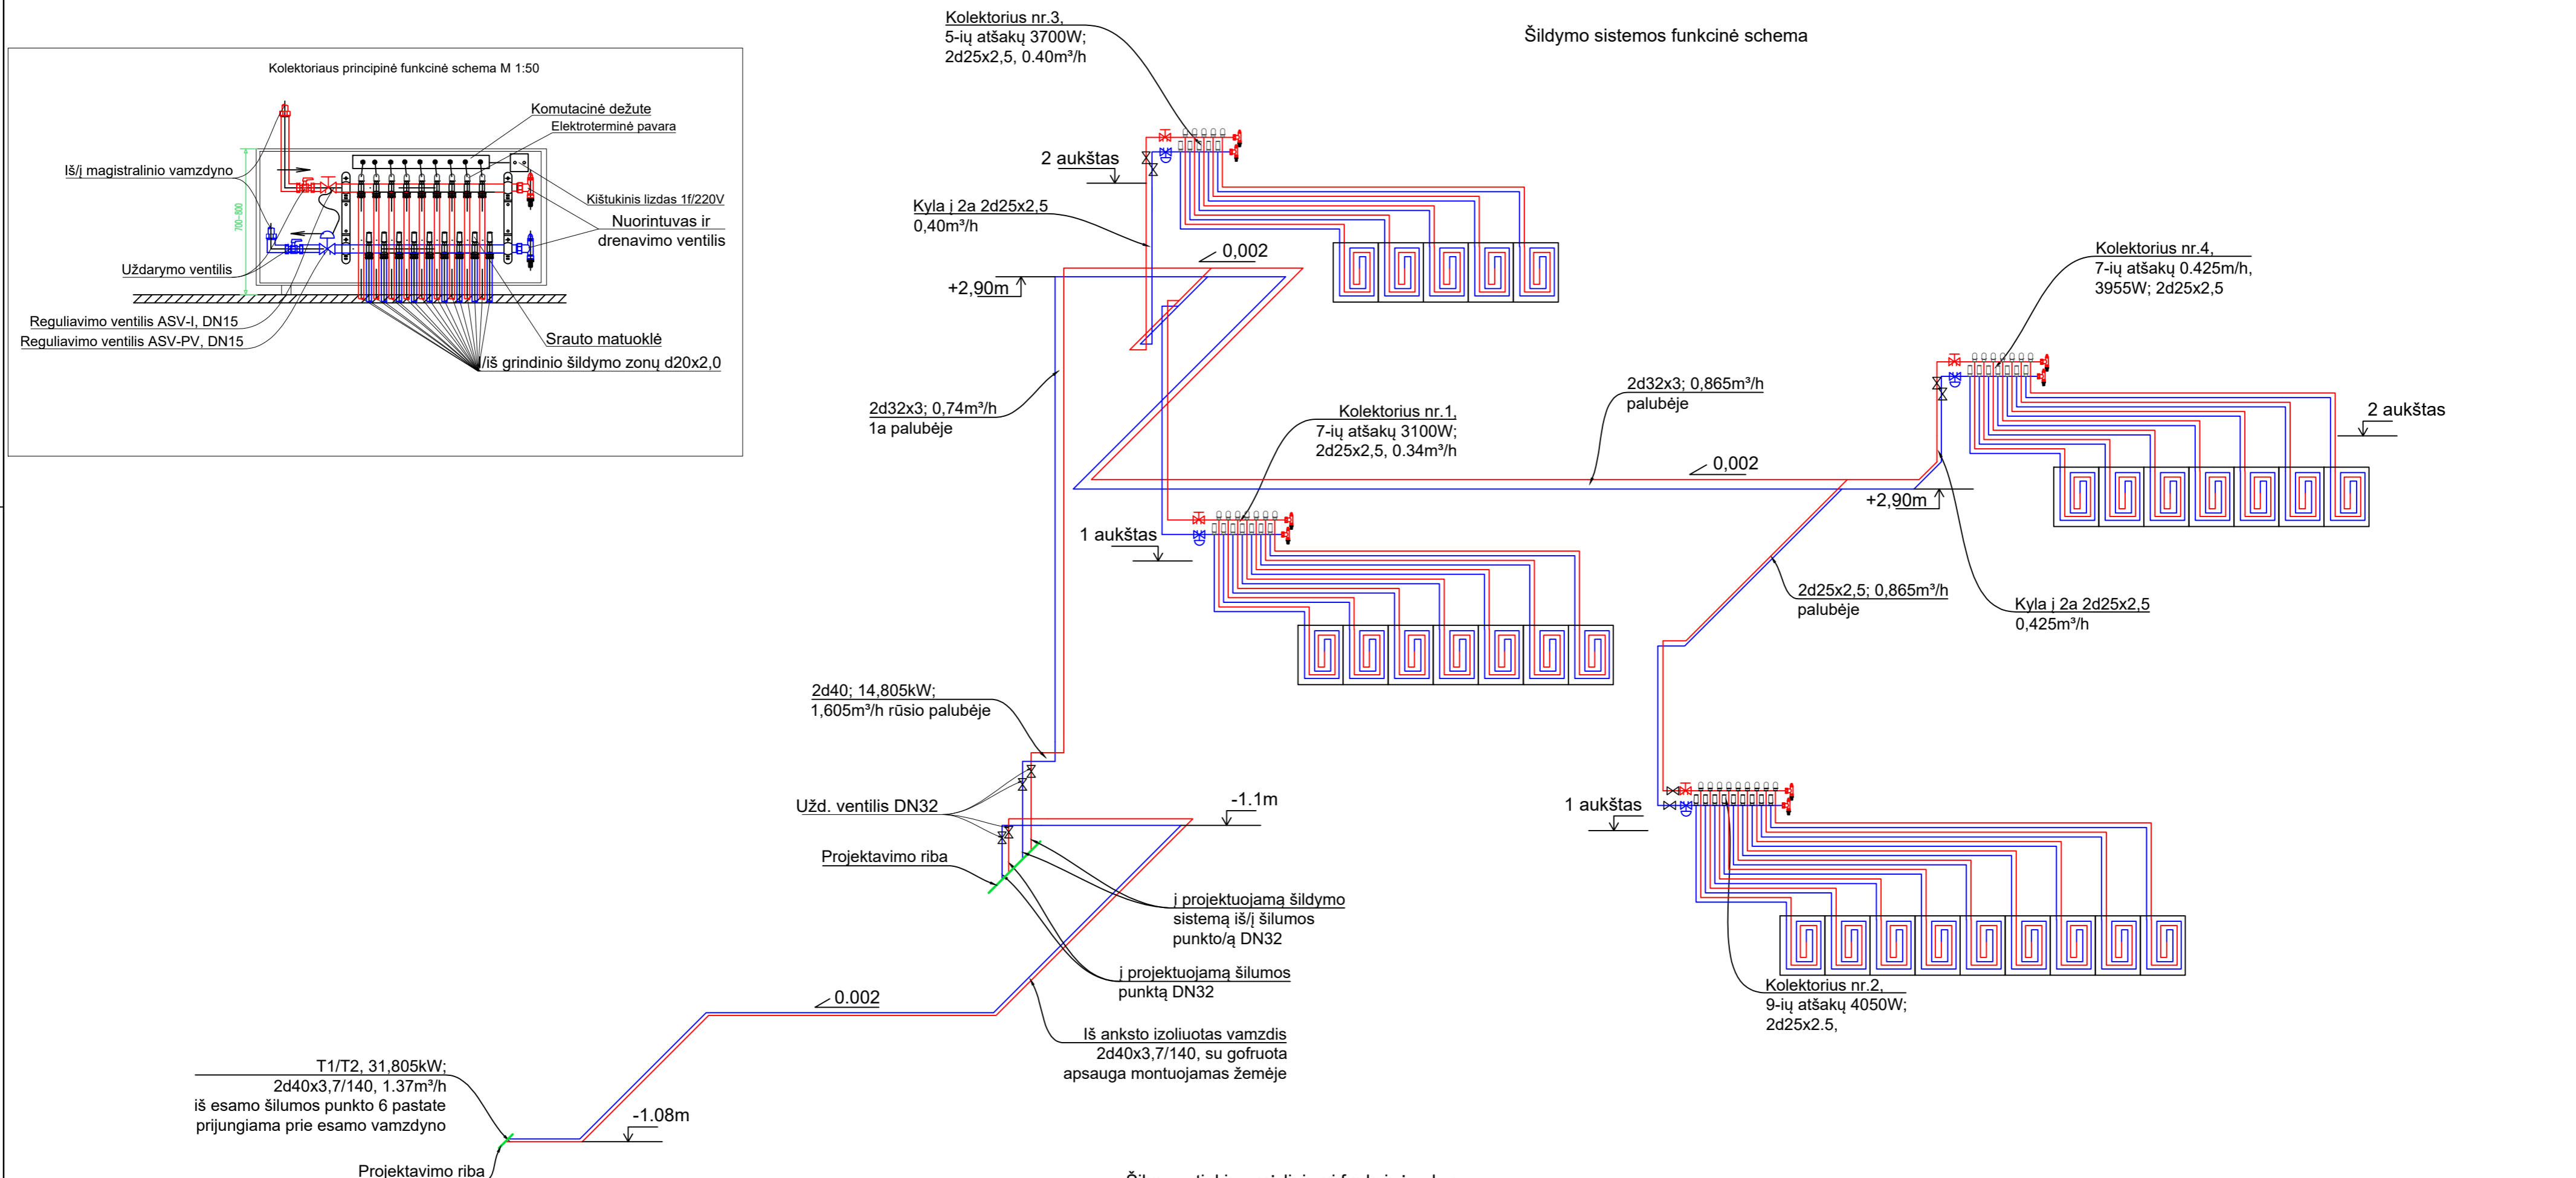 Šildymo sistemos funkcinė schema
Kolektoriaus principinė funkcinė schema M 1:50
Komutacinė dežute
Elektroterminė pavara
Iš/į magistralinio vamzdyno
700-800
Kištukinis lizdas 1f/220V
Nuorintuvas ir
drenavimo ventilis
Uždarymo ventilis
Reguliavimo ventilis ASV-I, DN15
Reguliavimo ventilis ASV-PV, DN15
Srauto matuoklė
Į/iš grindinio šildymo zonų d20x2,0
Kolektorius nr.3,
5-ių atšakų 3700W;
2d25x2,5, 0.40m³/h
2 aukštas
Kyla į 2a 2d25x2,5
0,40m³/h
0,002
+2,90m
2d32x3; 0,74m³/h
1a palubėje
Kolektorius nr.1,
7-ių atšakų 3100W;
2d25x2,5, 0.34m³/h
1 aukštas
2d32x3; 0,865m³/h
palubėje
0,002
Kolektorius nr.4,
7-ių atšakų 0.425m/h,
3955W; 2d25x2,5
2 aukštas
+2,90m
2d25x2,5; 0,865m³/h
palubėje
Kyla į 2a 2d25x2,5
0,425m³/h
2d40; 14,805kW;
1,605m³/h rūsio palubėje
Užd. ventilis DN32
-1.1m
Projektavimo riba
į projektuojamą šildymo
sistemą iš/į šilumos
punkto/ą DN32
į projektuojamą šilumos
punktą DN32
1 aukštas
Kolektorius nr.2,
9-ių atšakų 4050W;
2d25x2.5,
0.002
Iš anksto izoliuotas vamzdis
2d40x3,7/140, su gofruota
apsauga montuojamas žemėje
T1/T2, 31,805kW;
2d40x3,7/140, 1.37m³/h
iš esamo šilumos punkto 6 pastate
prijungiama prie esamo vamzdyno
-1.08m
Projektavimo riba